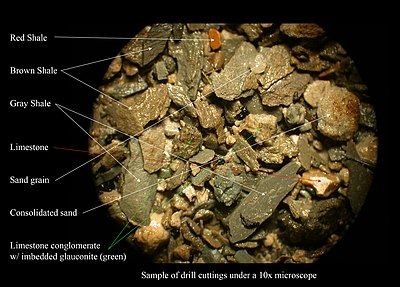 Red Shale
Brown Shale
Gray Shale
Limestone
Sand grain
Consolidated sand
Limestone conglomerate
w/ imbedded glauconite (green)
Sample of drill cuttings under a 10x microscope